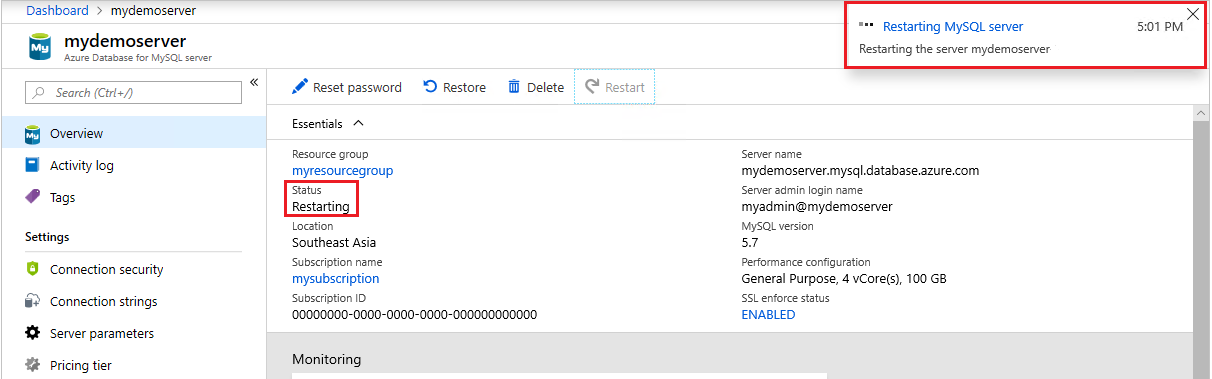 Dashboard > mydemoserver
Restarting MySQL server 5:01 PM
Restarting the server mydemoserver
mydemoserver
Azure Database for MySQL server
Search (Ctrl+/)
«
Reset password Restore Delete Restart
Essentials
My Overview
Activity log
Tags
Settings
Connection security
Connection strings
Server parameters
Pricing tier
Resource group
myresourcegroup
Status
Restarting
Location
Southeast Asia
Subscription name
mysubscription
Subscription ID
00000000-0000-0000-0000-000000000000
Server name
mydemoserver.mysql.database.azure.com
Server admin login name
myadmin@mydemoserver
MySQL version
5.7
Performance configuration
General Purpose, 4 vCore(s), 100 GB
SSL enforce status
ENABLED
Monitoring